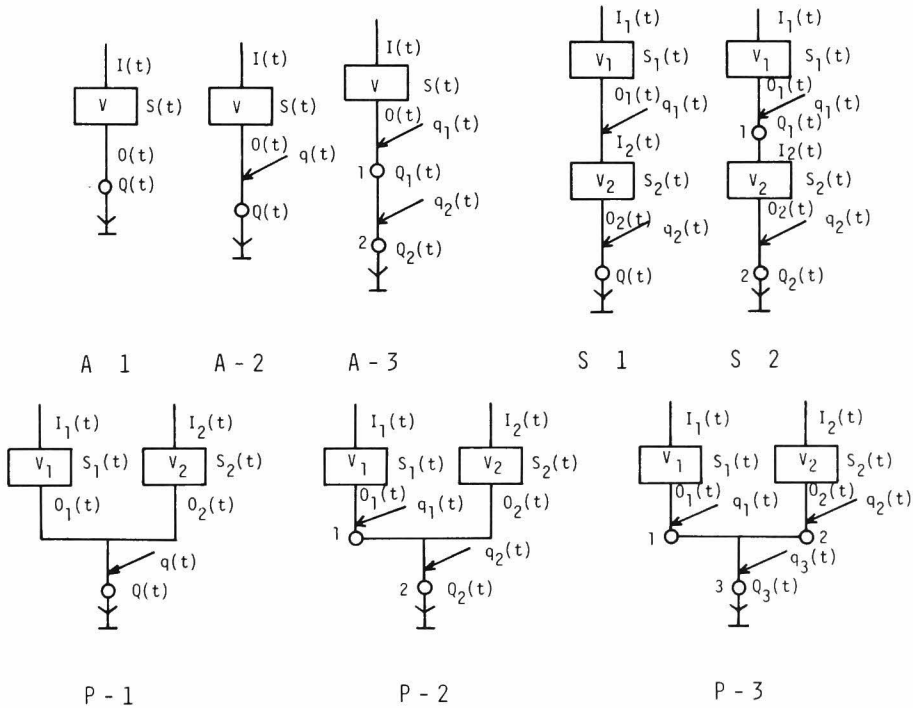 I(t)
V S(t)
O(t)
Q(t)
A 1
I(t)
V S(t)
O(t)
q(t)
Q(t)
A - 2
I(t)
V S(t)
O(t)
q₁(t)
1 Q₁(t)
q₂(t)
2 Q₂(t)
A - 3
I₁(t)
V₁ S₁(t)
O₁(t)
q₁(t)
I₂(t)
V₂ S₂(t)
O₂(t)
q₂(t)
Q(t)
S 1
I₁(t)
V₁ S₁(t)
O₁(t)
q₁(t)
1 Q₁(t)
I₂(t)
V₂ S₂(t)
O₂(t)
q₂(t)
2 Q₂(t)
S 2
I₁(t) I₂(t)
V₁ S₁(t) V₂ S₂(t)
O₁(t) O₂(t)
q(t)
Q(t)
P - 1
I₁(t) I₂(t)
V₁ S₁(t) V₂ S₂(t)
O₁(t) q₁(t) O₂(t)
1
q₂(t)
2 Q₂(t)
P - 2
I₁(t) I₂(t)
V₁ S₁(t) V₂ S₂(t)
O₁(t) q₁(t) O₂(t) q₂(t)
1 2
q₃(t)
3 Q₃(t)
P - 3